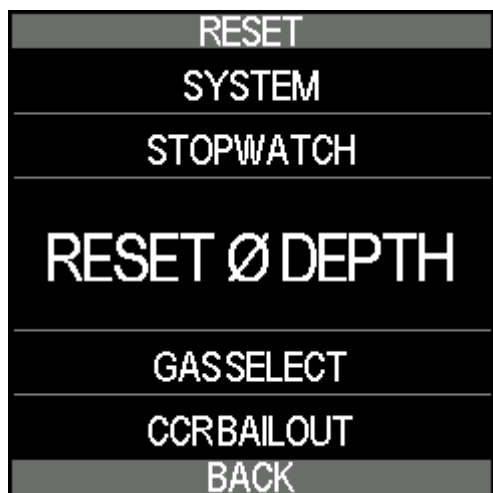 RESET
SYSTEM
STOPWATCH
RESET Ø DEPTH
GASSELECT
CCRBAILOUT
BACK